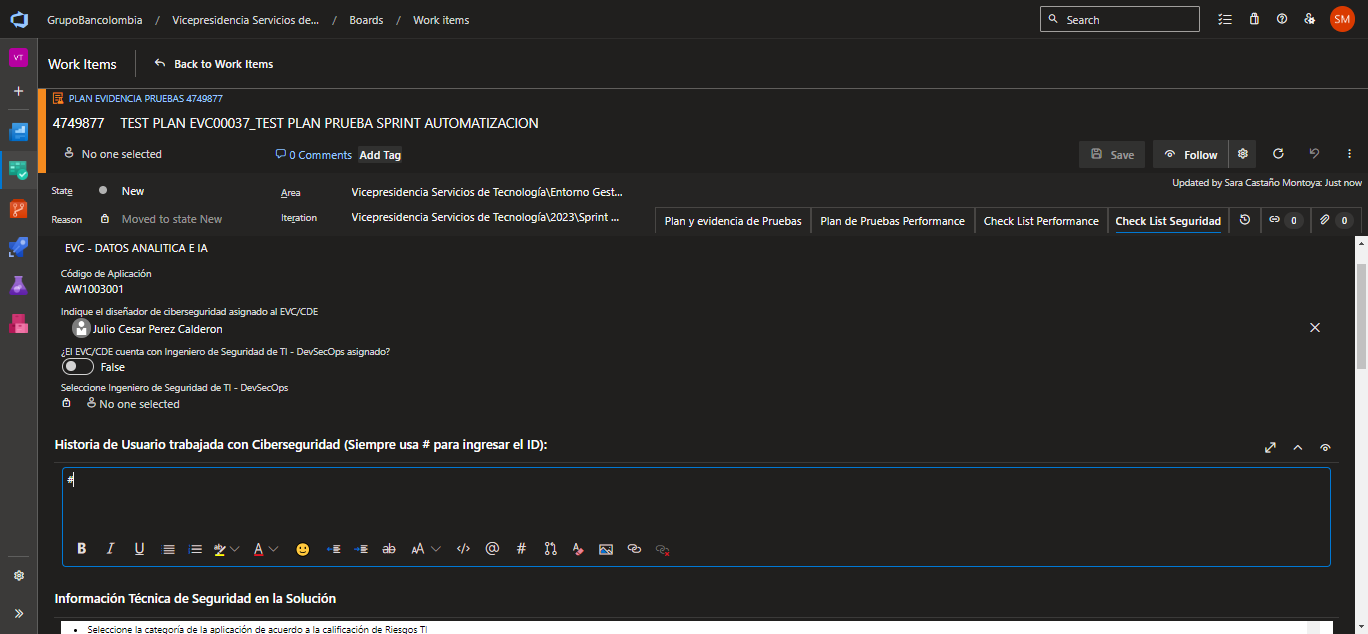 GrupoBancolombia / Vicepresidencia Servicios de... / Boards / Work items
Search
SM
VT
Work Items
Back to Work Items
PLAN EVIDENCIA PRUEBAS 4749877
4749877 TEST PLAN EVC00037_TEST PLAN PRUEBA SPRINT AUTOMATIZACION
No one selected
0 Comments
Add Tag
Save
Follow
State
New
Area
Vicepresidencia Servicios de Tecnología\Entorno Gest...
Updated by Sara Castaño Montoya: Just now
Reason
Moved to state New
Iteration
Vicepresidencia Servicios de Tecnología\2023\Sprint ...
Plan y evidencia de Pruebas
Plan de Pruebas Performance
Check List Performance
Check List Seguridad
0
0
EVC - DATOS ANALITICA E IA
Código de Aplicación
AW1003001
Indique el diseñador de ciberseguridad asignado al EVC/CDE
Julio Cesar Perez Calderon
¿El EVC/CDE cuenta con Ingeniero de Seguridad de TI - DevSecOps asignado?
False
Seleccione Ingeniero de Seguridad de TI - DevSecOps
No one selected
Historia de Usuario trabajada con Ciberseguridad (Siempre usa # para ingresar el ID):
#
B I U A ab AA </> @ #
Información Técnica de Seguridad en la Solución
• Seleccione la categoría de la aplicación de acuerdo a la calificación de Riesgos TI